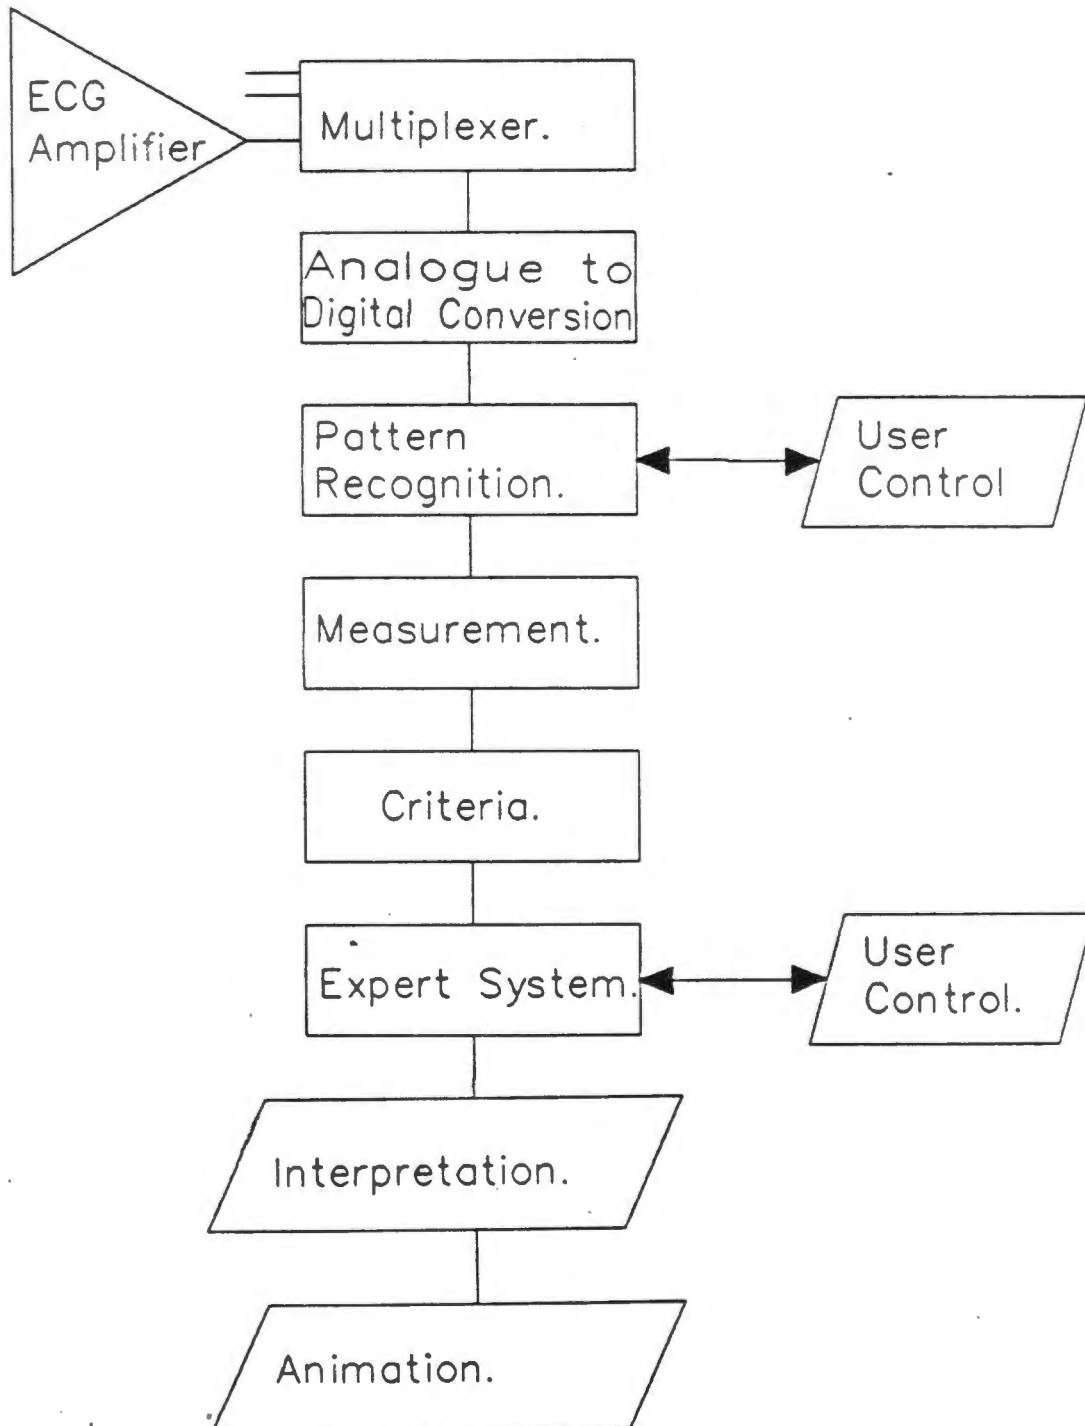 ECG
Amplifier
Multiplexer.
Analogue to
Digital Conversion
Pattern
Recognition.
User
Control
Measurement.
Criteria.
Expert System.
User
Control.
Interpretation.
Animation.